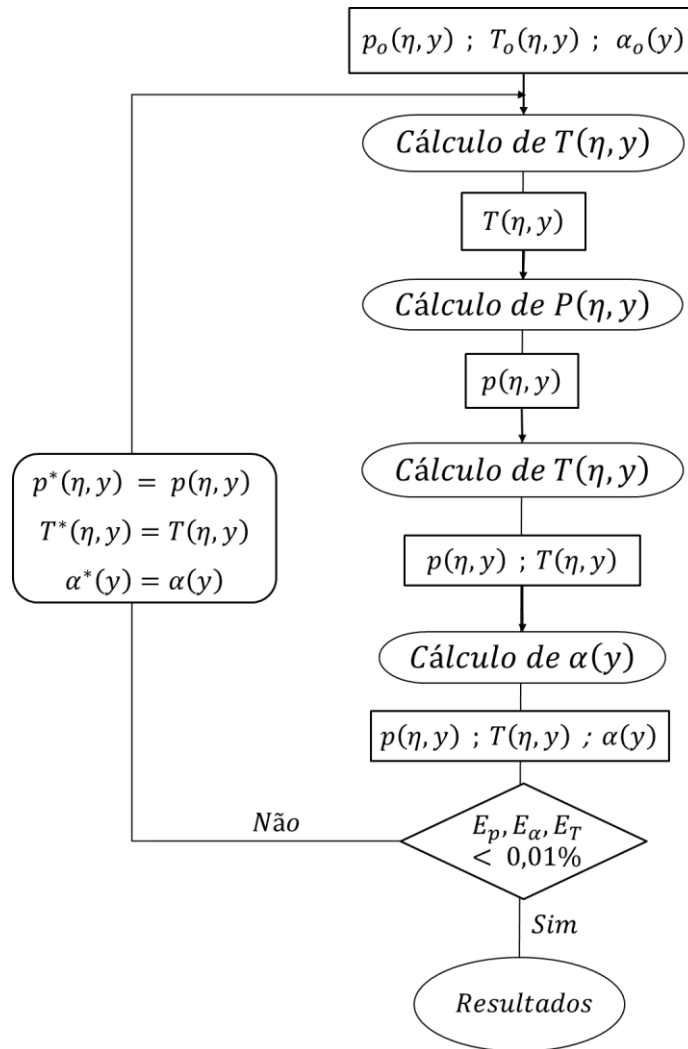 p_o(η, y) ; T_o(η, y) ; α_o(y)
Cálculo de T(η, y)
T(η, y)
Cálculo de P(η, y)
p(η, y)
Cálculo de T(η, y)
p*(η, y) = p(η, y)
T*(η, y) = T(η, y)
α*(y) = α(y)
p(η, y) ; T(η, y)
Cálculo de α(y)
p(η, y) ; T(η, y) ; α(y)
Não
E_p, E_α, E_T
< 0,01%
Sim
Resultados